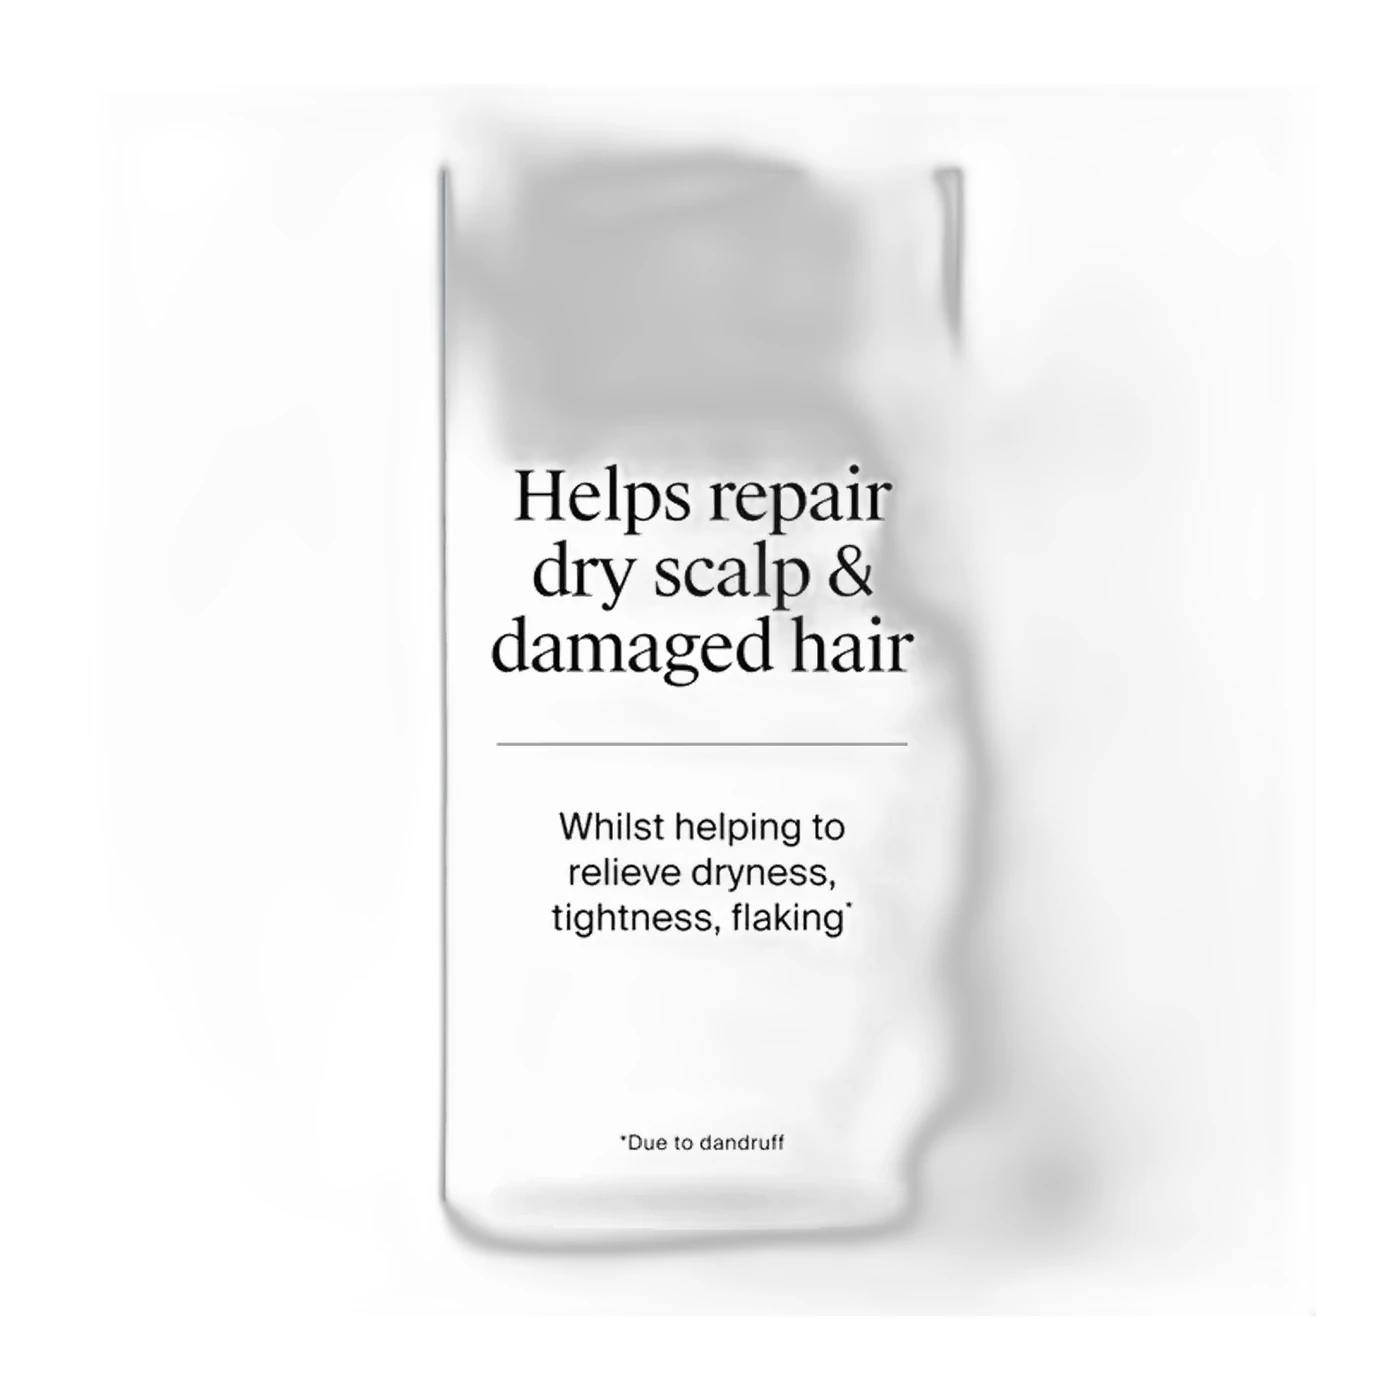 Helps repair
dry scalp &
damaged hair
Whilst helping to
relieve dryness,
tightness, flaking*
*Due to dandruff